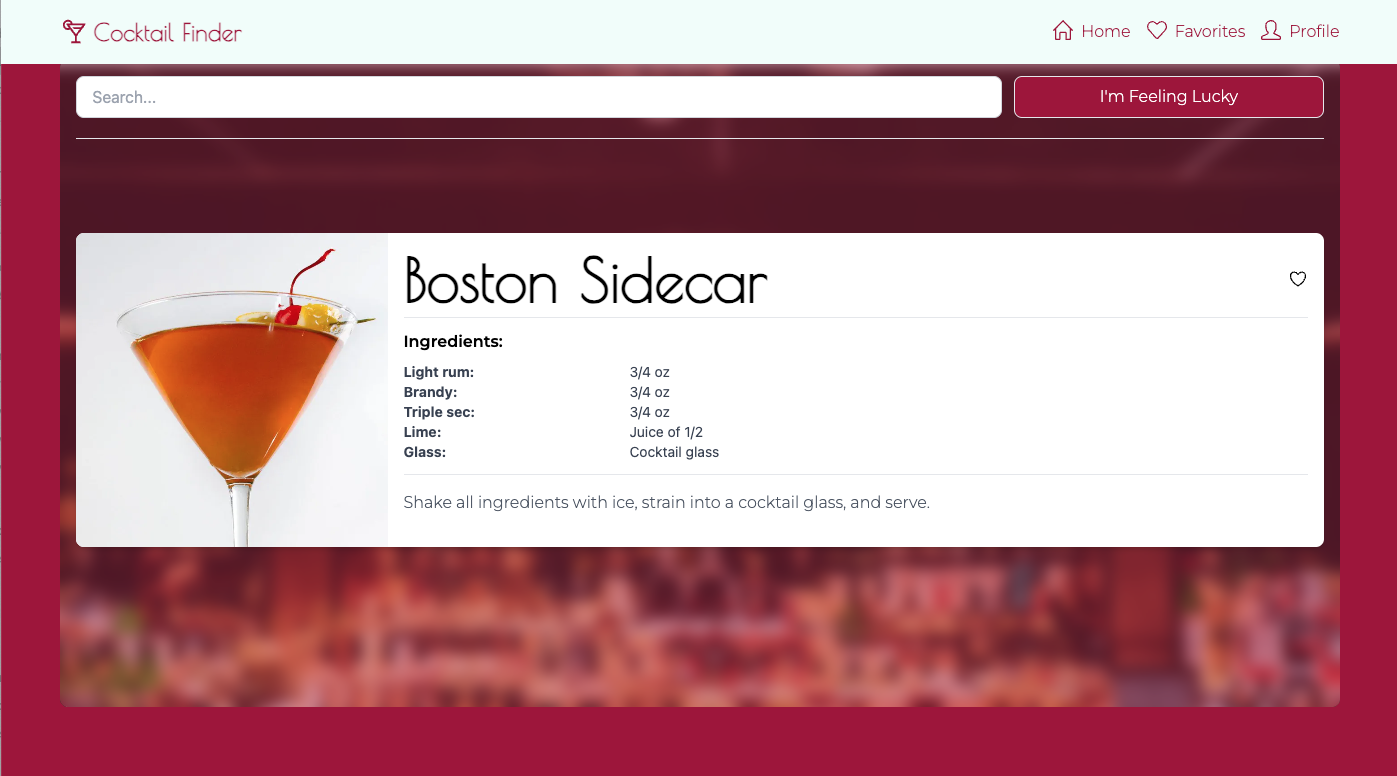 Cocktail Finder
Home Favorites Profile
Search...
I'm Feeling Lucky
Boston Sidecar
Ingredients:
Light rum: 3/4 oz
Brandy: 3/4 oz
Triple sec: 3/4 oz
Lime: Juice of 1/2
Glass: Cocktail glass
Shake all ingredients with ice, strain into a cocktail glass, and serve.